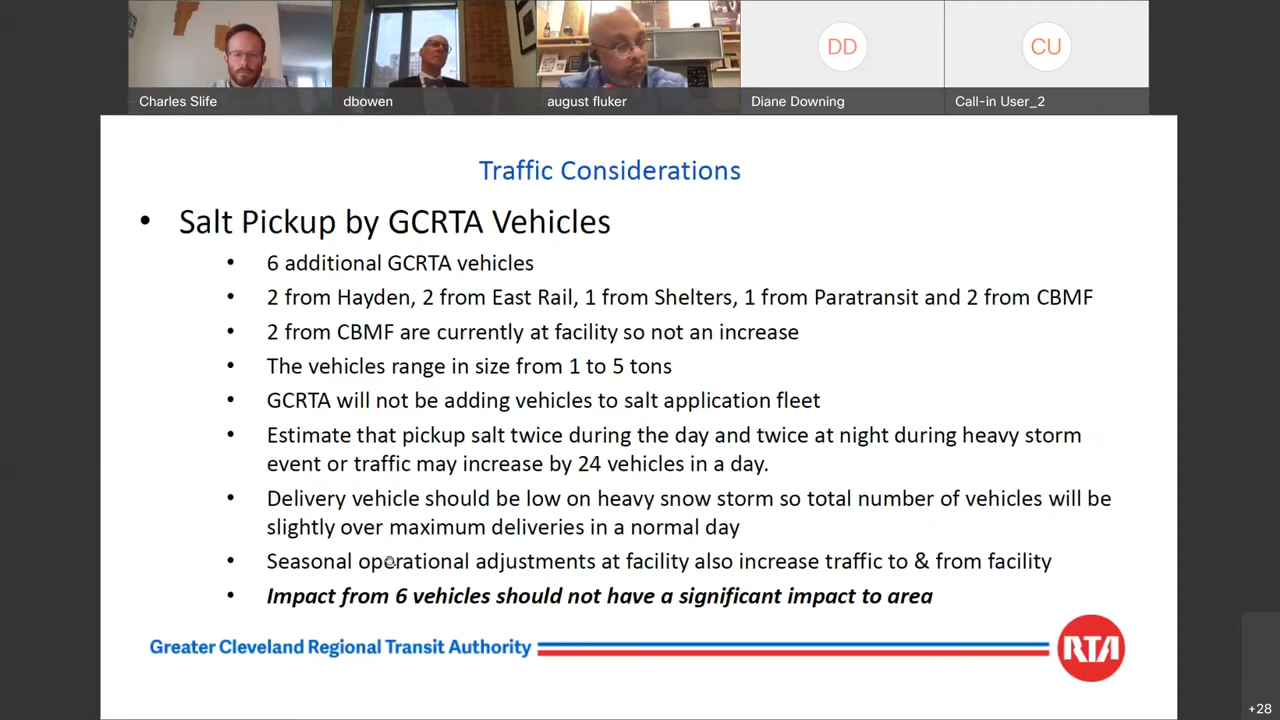 DD
CU
Charles Slife
dbowen
august fluker
Diane Downing
Call-in User_2
Traffic Considerations
• Salt Pickup by GCRTA Vehicles
• 6 additional GCRTA vehicles
• 2 from Hayden, 2 from East Rail, 1 from Shelters, 1 from Paratransit and 2 from CBMF
• 2 from CBMF are currently at facility so not an increase
• The vehicles range in size from 1 to 5 tons
• GCRTA will not be adding vehicles to salt application fleet
• Estimate that pickup salt twice during the day and twice at night during heavy storm
event or traffic may increase by 24 vehicles in a day.
• Delivery vehicle should be low on heavy snow storm so total number of vehicles will be
slightly over maximum deliveries in a normal day
• Seasonal operational adjustments at facility also increase traffic to & from facility
• Impact from 6 vehicles should not have a significant impact to area
Greater Cleveland Regional Transit Authority
RTA
+28